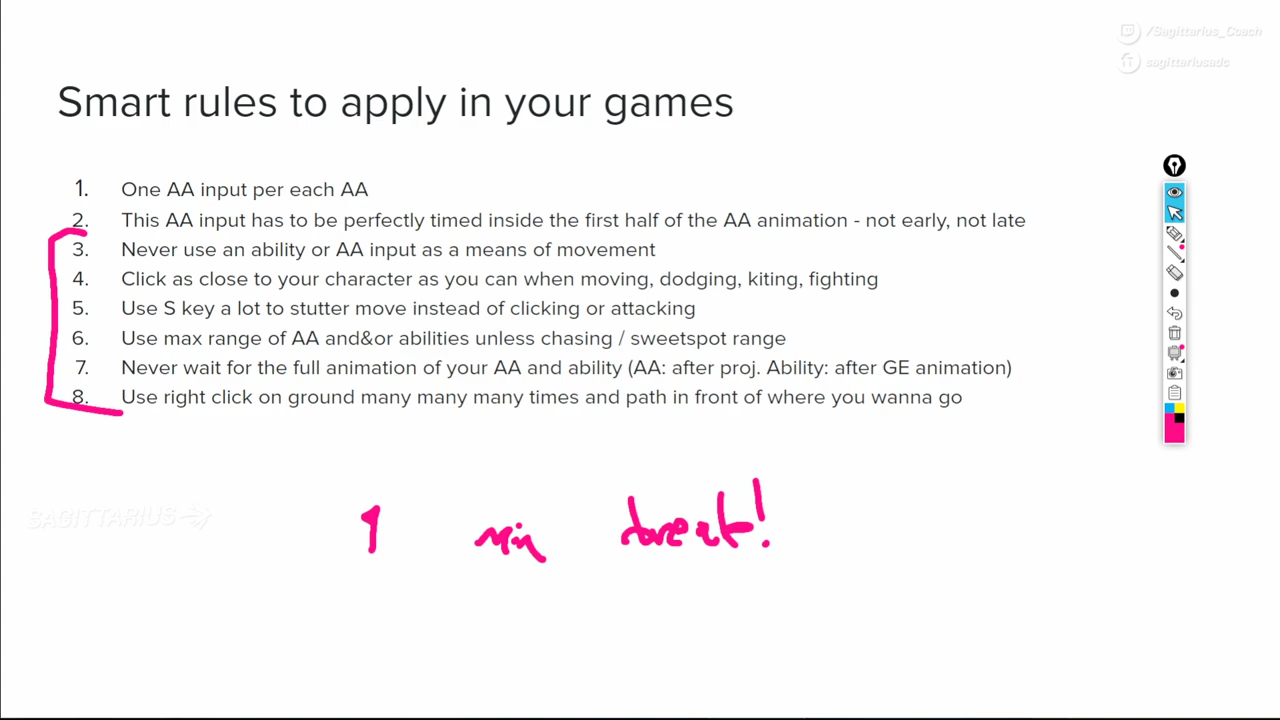 /Sagittarius_Coach
sagittariusadc
Smart rules to apply in your games
1. One AA input per each AA
2. This AA input has to be perfectly timed inside the first half of the AA animation - not early, not late
3. Never use an ability or AA input as a means of movement
4. Click as close to your character as you can when moving, dodging, kiting, fighting
5. Use S key a lot to stutter move instead of clicking or attacking
6. Use max range of AA and&or abilities unless chasing / sweetspot range
7. Never wait for the full animation of your AA and ability (AA: after proj. Ability: after GE animation)
8. Use right click on ground many many many times and path in front of where you wanna go
SAGITTARIUS
1 min break!